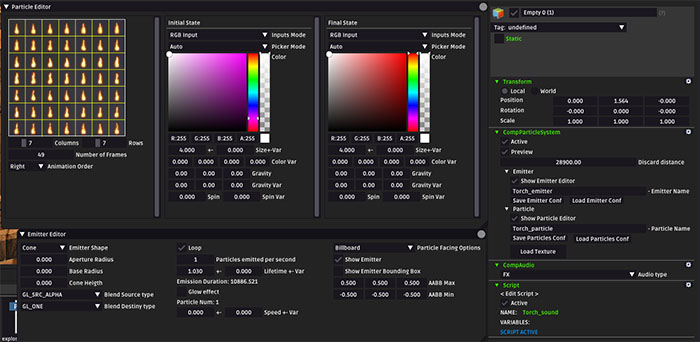 Particle Editor
7 Columns 7 Rows
49 Number of Frames
Right Animation Order
Initial State
RGB Input Inputs Mode
Auto Picker Mode
Color
R:255 G:255 B:255 A:255
4.000 +- 0.000 Size+-Var
0.000 0.000 0.000 0.000 Color Var
0.00 0.00 0.000 Gravity
0.00 0.00 0.000 Gravity Var
0.000 Spin 0.000 Spin Var
Final State
RGB Input Inputs Mode
Auto Picker Mode
Color
R:255 G:255 B:255 A:255
4.000 +- 0.000 Size+-Var
0.000 0.000 0.000 0.000 Color Var
0.00 0.00 0.000 Gravity
0.00 0.00 0.000 Gravity Var
0.000 Spin 0.000 Spin Var
Emitter Editor
Cone Emitter Shape
0.000 Aperture Radius
0.000 Base Radius
0.000 Cone Helgth
GL_SRC_ALPHA Blend Source type
GL_ONE Blend Destiny type
Loop
1 Particles emitted per second
1.030 +- 0.000 Lifetime +- Var
Emission Duration: 10886.521
Glow effect
Particle Num: 1
0.000 +- 0.000 Speed +- Var
Billboard Particle Facing Options
Show Emitter
Show Emitter Bounding Box
0.500 0.500 0.500 AABB Max
-0.500 -0.500 -0.500 AABB Min
explor
Empty 0 (1) (?)
Tag: undefined
Static
Transform
Local World
Position 0.000 1.564 -0.000
Rotation -0.000 0.000 -0.000
Scale 1.000 1.000 1.000
CompParticleSystem
Active
Preview
28900.00 Discard distance
Emitter
Show Emitter Editor
Torch_emitter - Emitter Name
Save Emitter Conf Load Emitter Conf
Particle
Show Particle Editor
Torch_particle - Particle Name
Save Particles Conf Load Particles Conf
Load Texture
CompAudio
FX Audio type
Script
< Edit Script >
Active
NAME: Torch_sound
VARIABLES:
SCRIPT ACTIVE